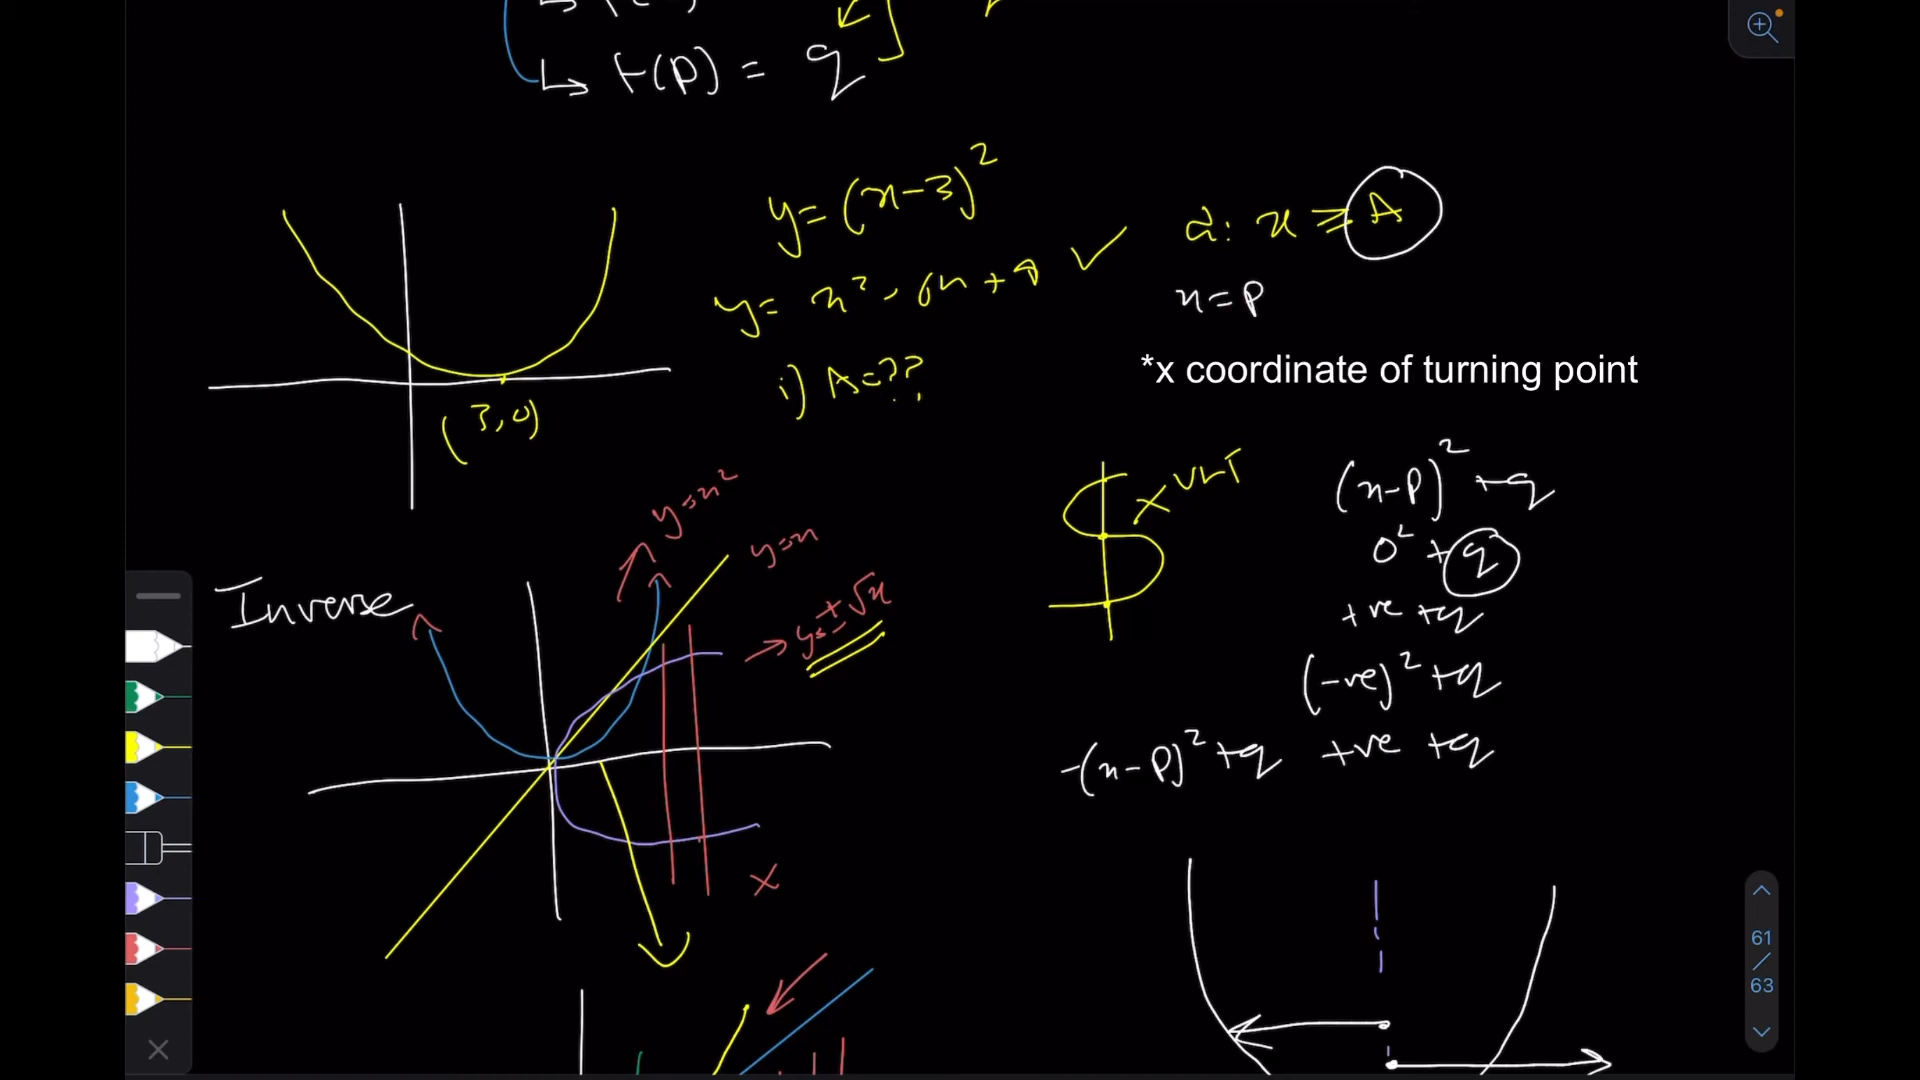 ↳ f(p) = q
y = (x-3)²
y = x² - 6x + 9 ✓
i) A = ??
d: x ≥ A
x = p
*x coordinate of turning point
(3,0)
Inverse
y=x²
y=x
y=±√x
x
x VLT
(x-p)² + q
0² + q
+ve +q
(-ve)² + q
-(x-p)² + q
+ve +q
61
/
63